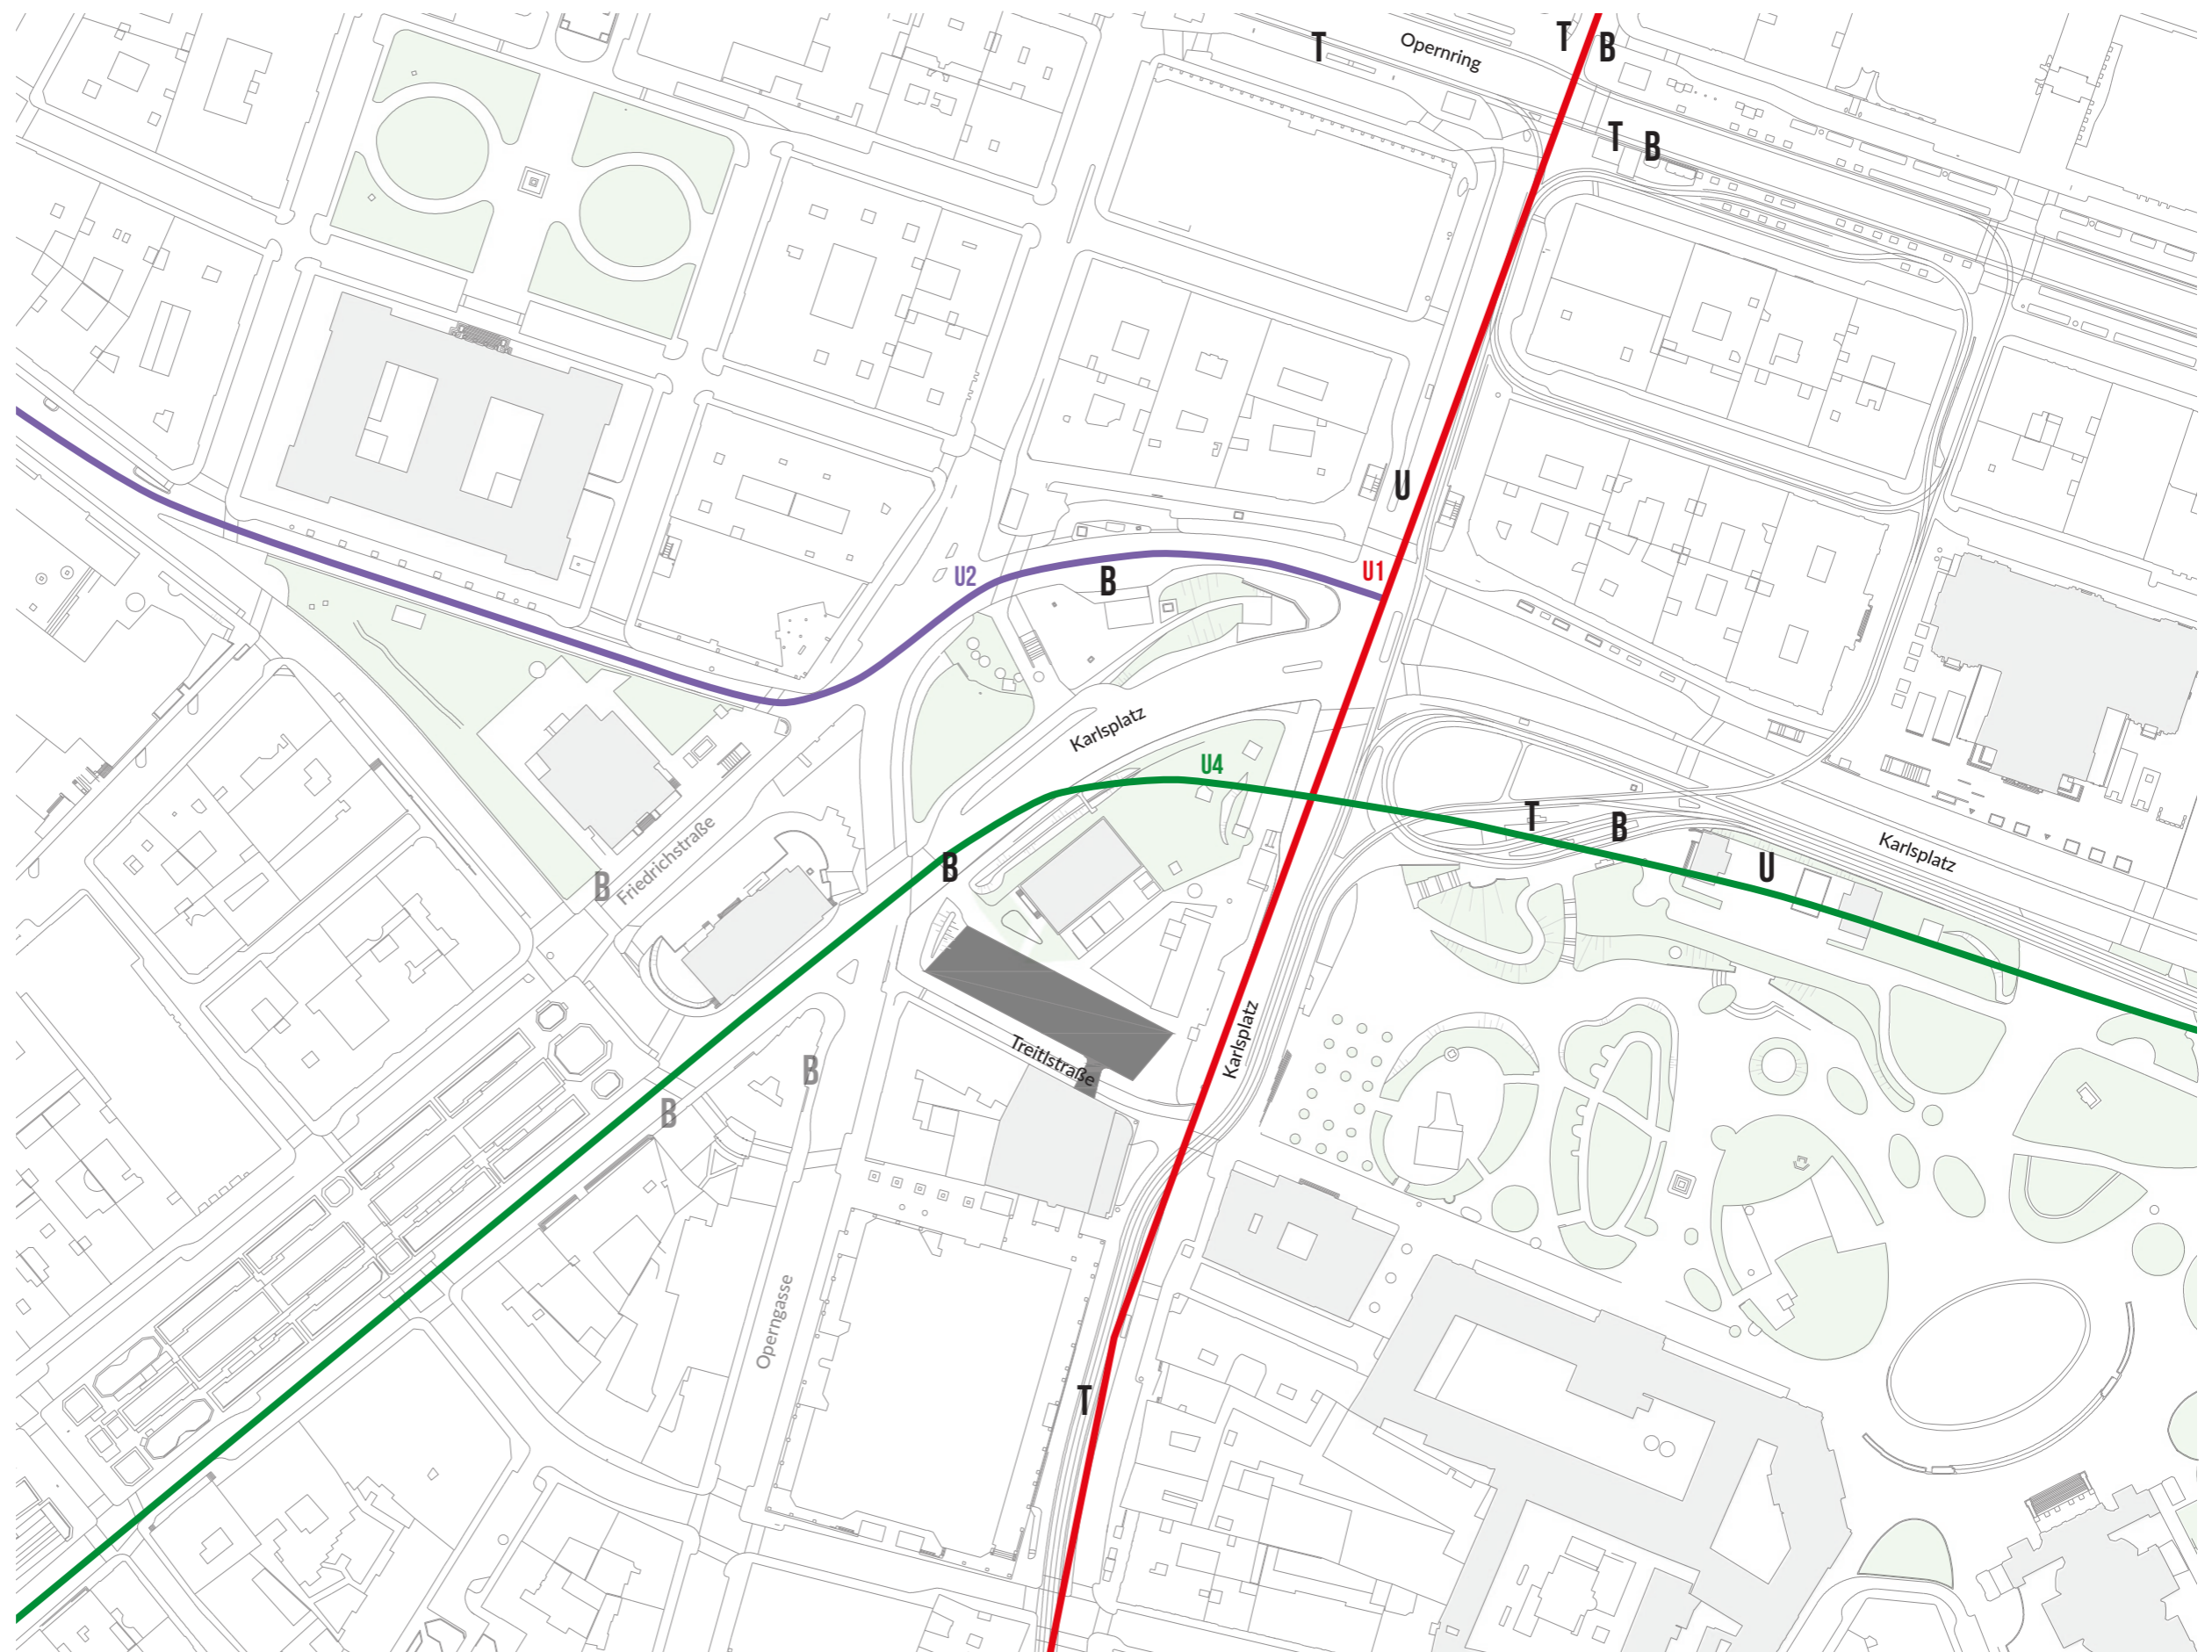 T
B
T
Opernring
T
B
U
U1
U2
B
Karlsplatz
U4
T
B
Karlsplatz
U
B
Friedrichstraße
B
Karlsplatz
Treitlstraße
B
B
Operngasse
T